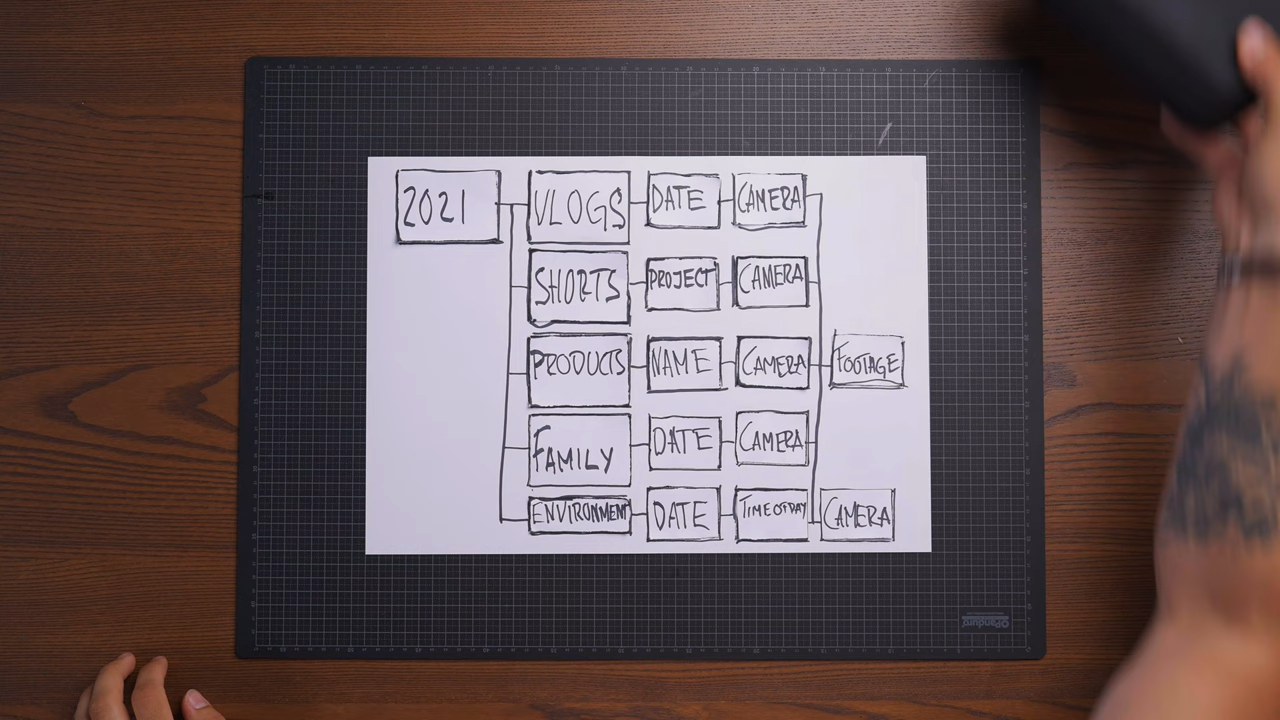 2021 VLOGS DATE CAMERA
SHORTS PROJECT CAMERA
PRODUCTS NAME CAMERA FOOTAGE
FAMILY DATE CAMERA
ENVIRONMENT DATE TIME OF DAY CAMERA
Panduro